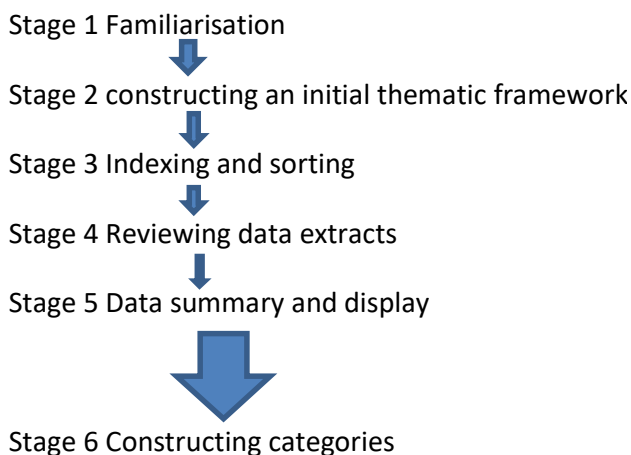 Stage 1 Familiarisation
Stage 2 constructing an initial thematic framework
Stage 3 Indexing and sorting
Stage 4 Reviewing data extracts
Stage 5 Data summary and display
Stage 6 Constructing categories